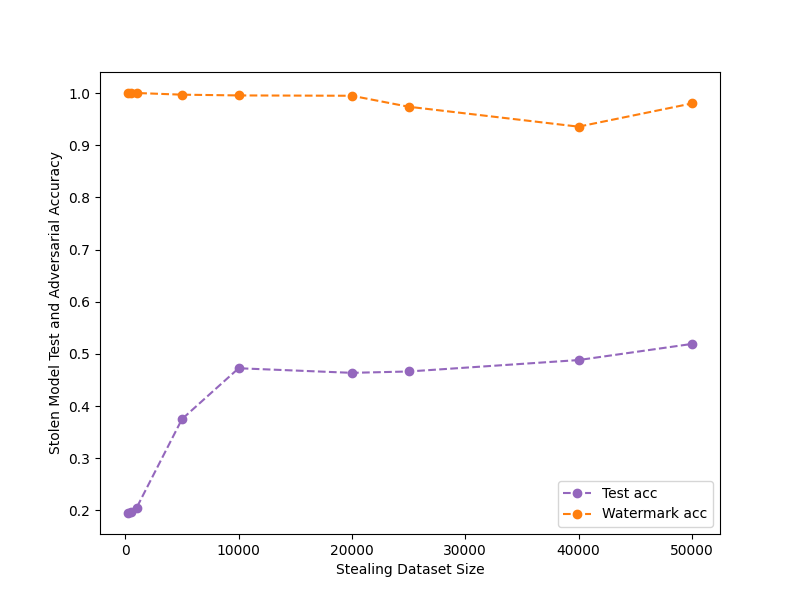 1.0
0.9
0.8
0.7
0.6
0.5
0.4
0.3
0.2
Stolen Model Test and Adversarial Accuracy
Test acc
Watermark acc
0 10000 20000 30000 40000 50000
Stealing Dataset Size